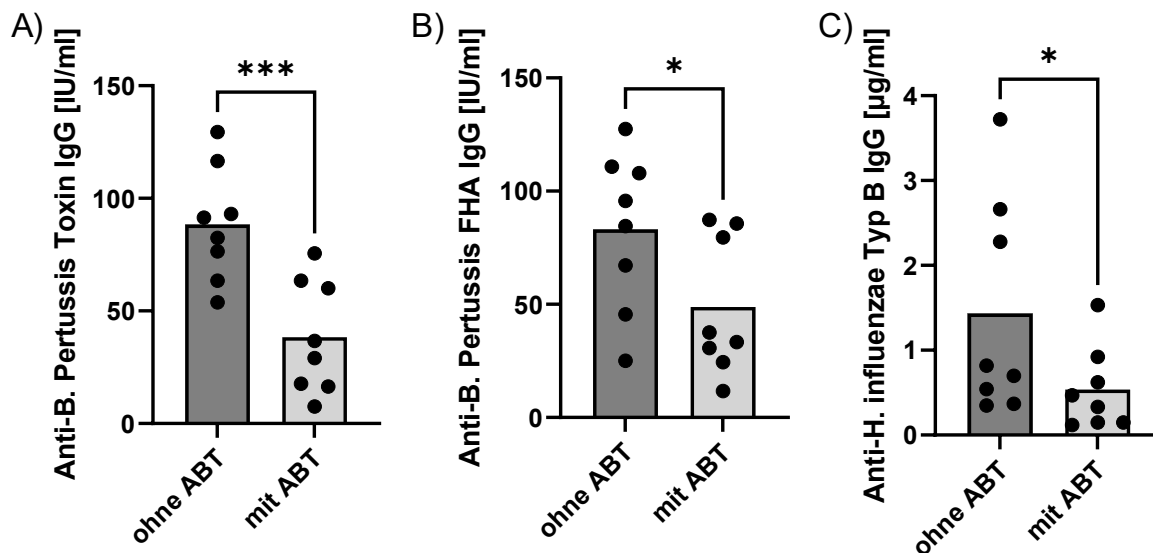 A)
Anti-B. Pertussis Toxin IgG [IU/ml]
150
100
50
0
***
ohne ABT
mit ABT
B)
Anti-B. Pertussis FHA IgG [IU/ml]
150
100
50
0
*
ohne ABT
mit ABT
C)
Anti-H. influenzae Typ B IgG [µg/ml]
4
3
2
1
0
*
ohne ABT
mit ABT